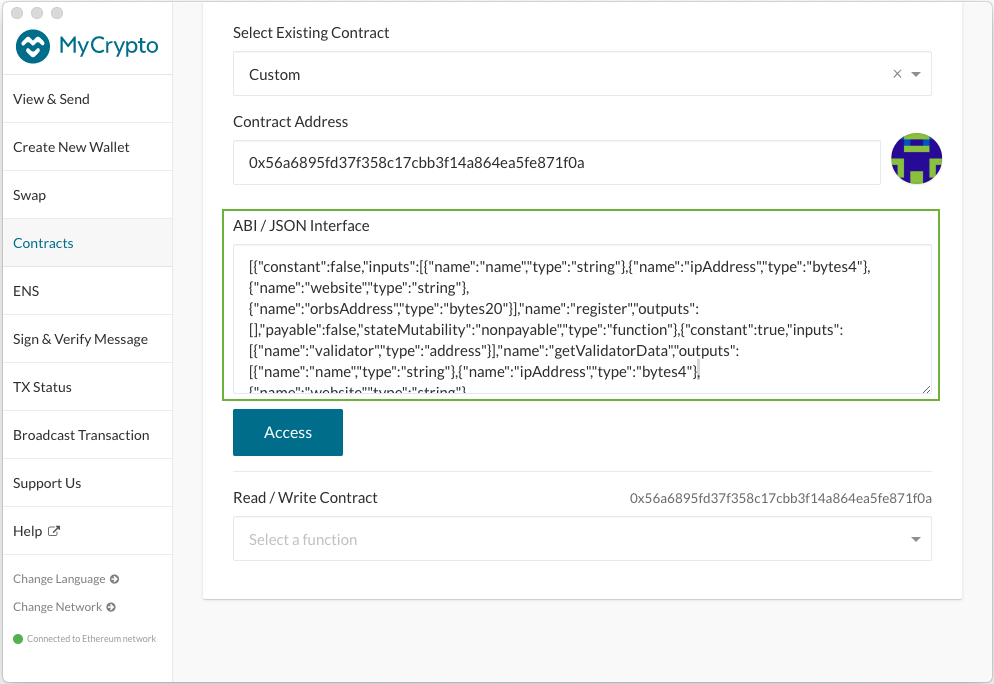 MyCrypto
View & Send
Create New Wallet
Swap
Contracts
ENS
Sign & Verify Message
TX Status
Broadcast Transaction
Support Us
Help
Change Language
Change Network
Connected to Ethereum network
Select Existing Contract
Custom
Contract Address
0x56a6895fd37f358c17cbb3f14a864ea5fe871f0a
ABI / JSON Interface
[{"constant":false,"inputs":[{"name":"name","type":"string"},{"name":"ipAddress","type":"bytes4"},
{"name":"website","type":"string"},
{"name":"orbsAddress","type":"bytes20"}],"name":"register","outputs":
[],"payable":false,"stateMutability":"nonpayable","type":"function"},{"constant":true,"inputs":
[{"name":"validator","type":"address"}],"name":"getValidatorData","outputs":
[{"name":"name","type":"string"},{"name":"ipAddress","type":"bytes4"},
{"name":"website","type":"string"},
Access
Read / Write Contract
0x56a6895fd37f358c17cbb3f14a864ea5fe871f0a
Select a function